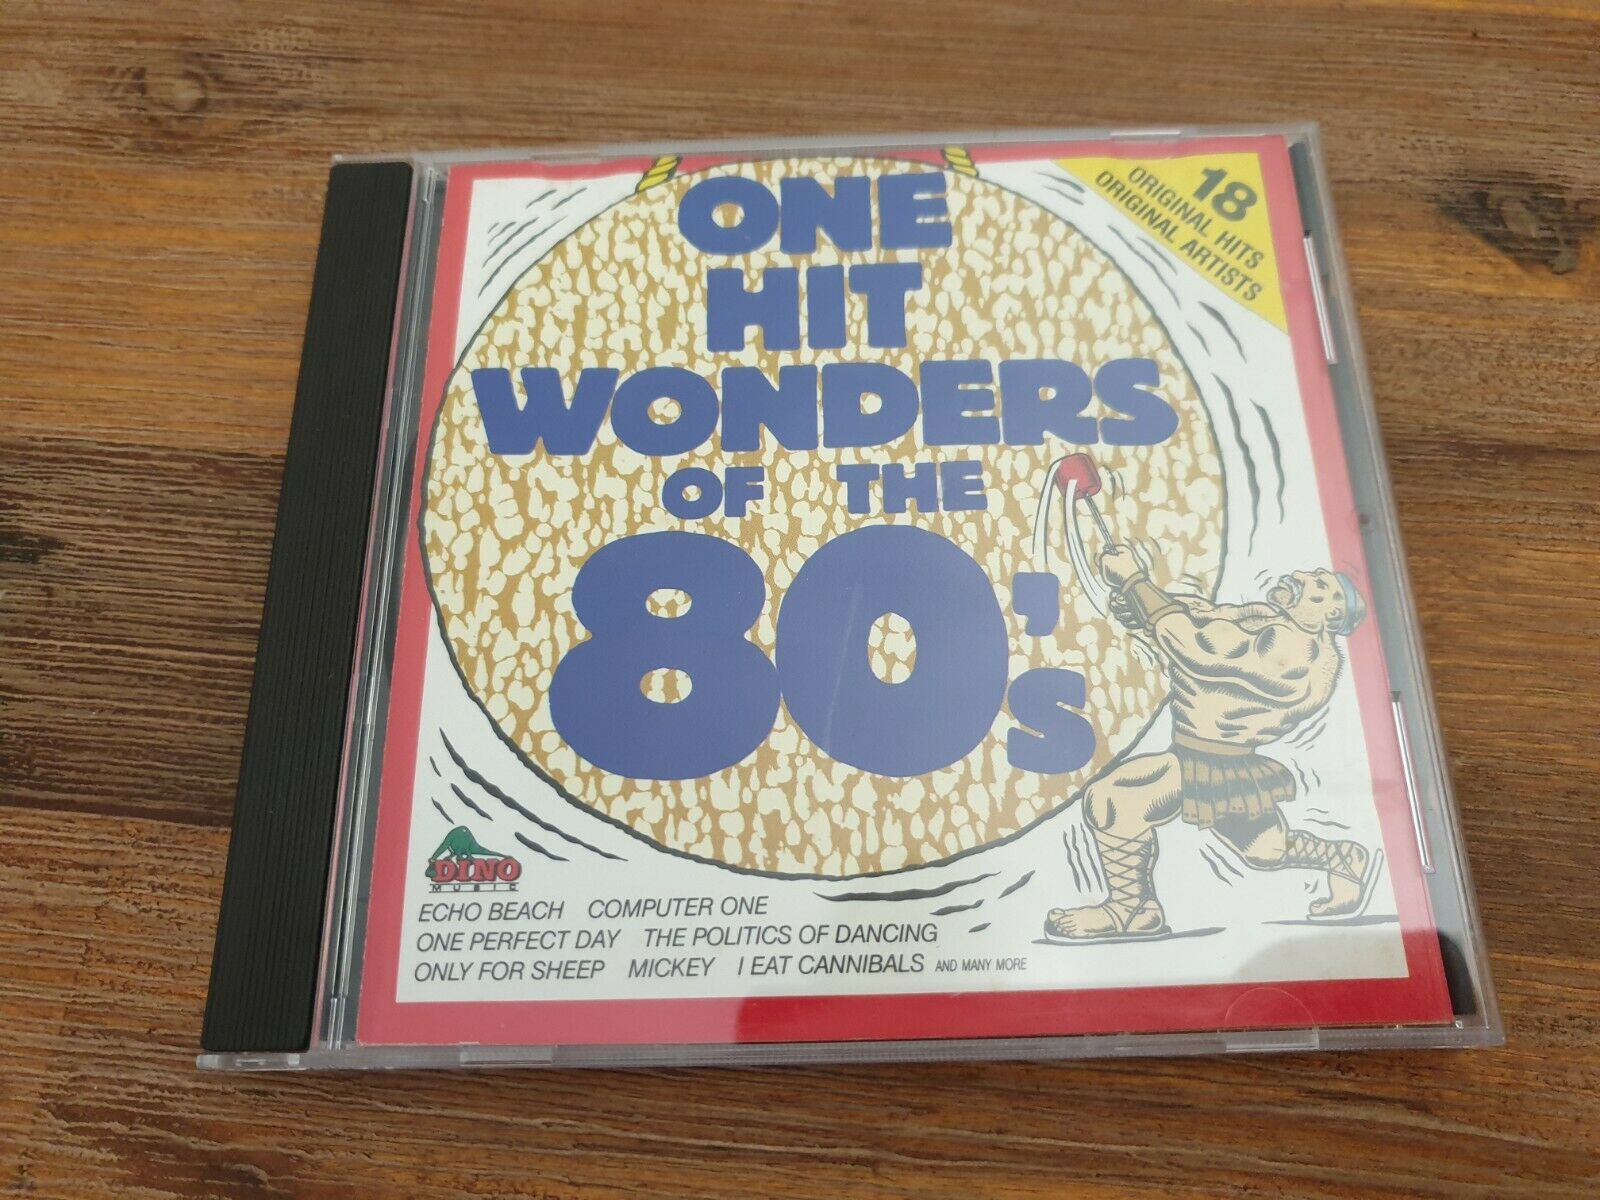 ONE
HIT
WONDERS
OF THE
80's
18
ORIGINAL HITS
ORIGINAL ARTISTS
DINO
MUSIC
ECHO BEACH COMPUTER ONE
ONE PERFECT DAY THE POLITICS OF DANCING
ONLY FOR SHEEP MICKEY I EAT CANNIBALS AND MANY MORE